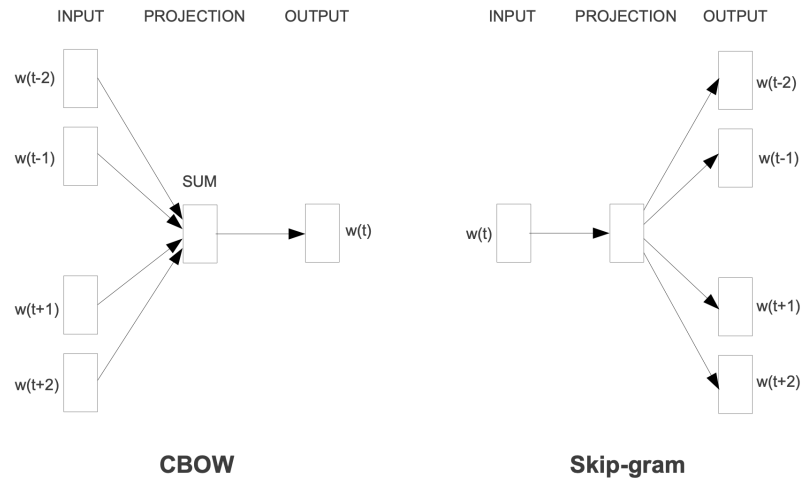 INPUT PROJECTION OUTPUT
w(t-2)
w(t-1)
SUM
w(t)
w(t+1)
w(t+2)
CBOW
INPUT PROJECTION OUTPUT
w(t-2)
w(t-1)
w(t)
w(t+1)
w(t+2)
Skip-gram